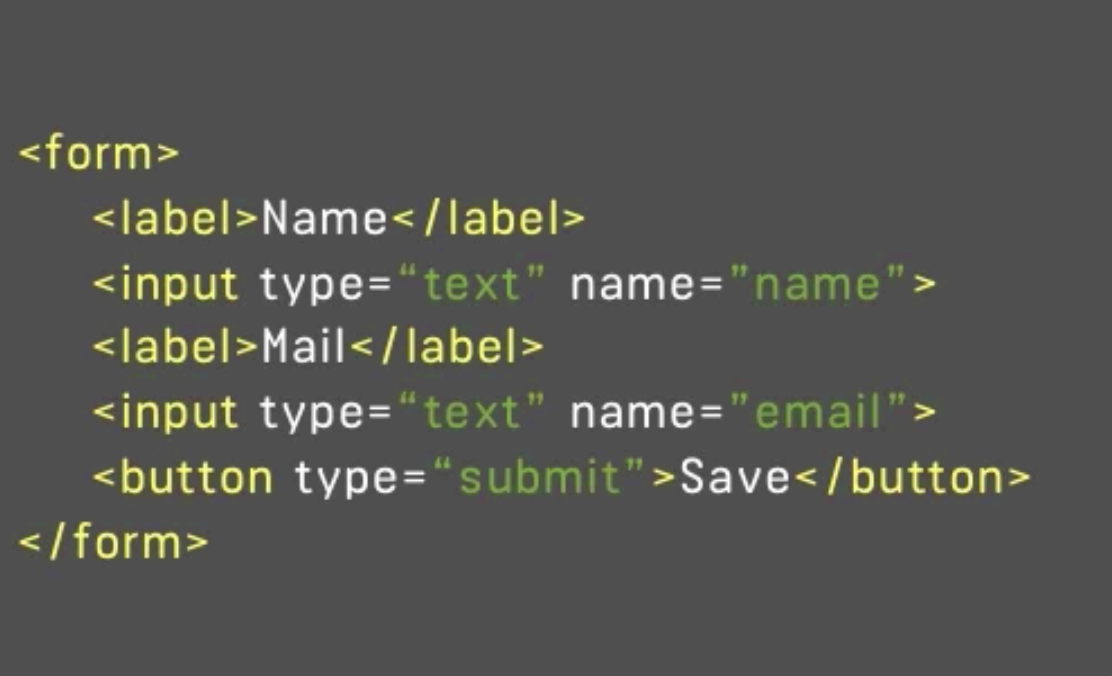 <form>
<label>Name</label>
<input type=“text” name=”name”>
<label>Mail</label>
<input type=“text” name=”email”>
<button type=“submit”>Save</button>
</form>